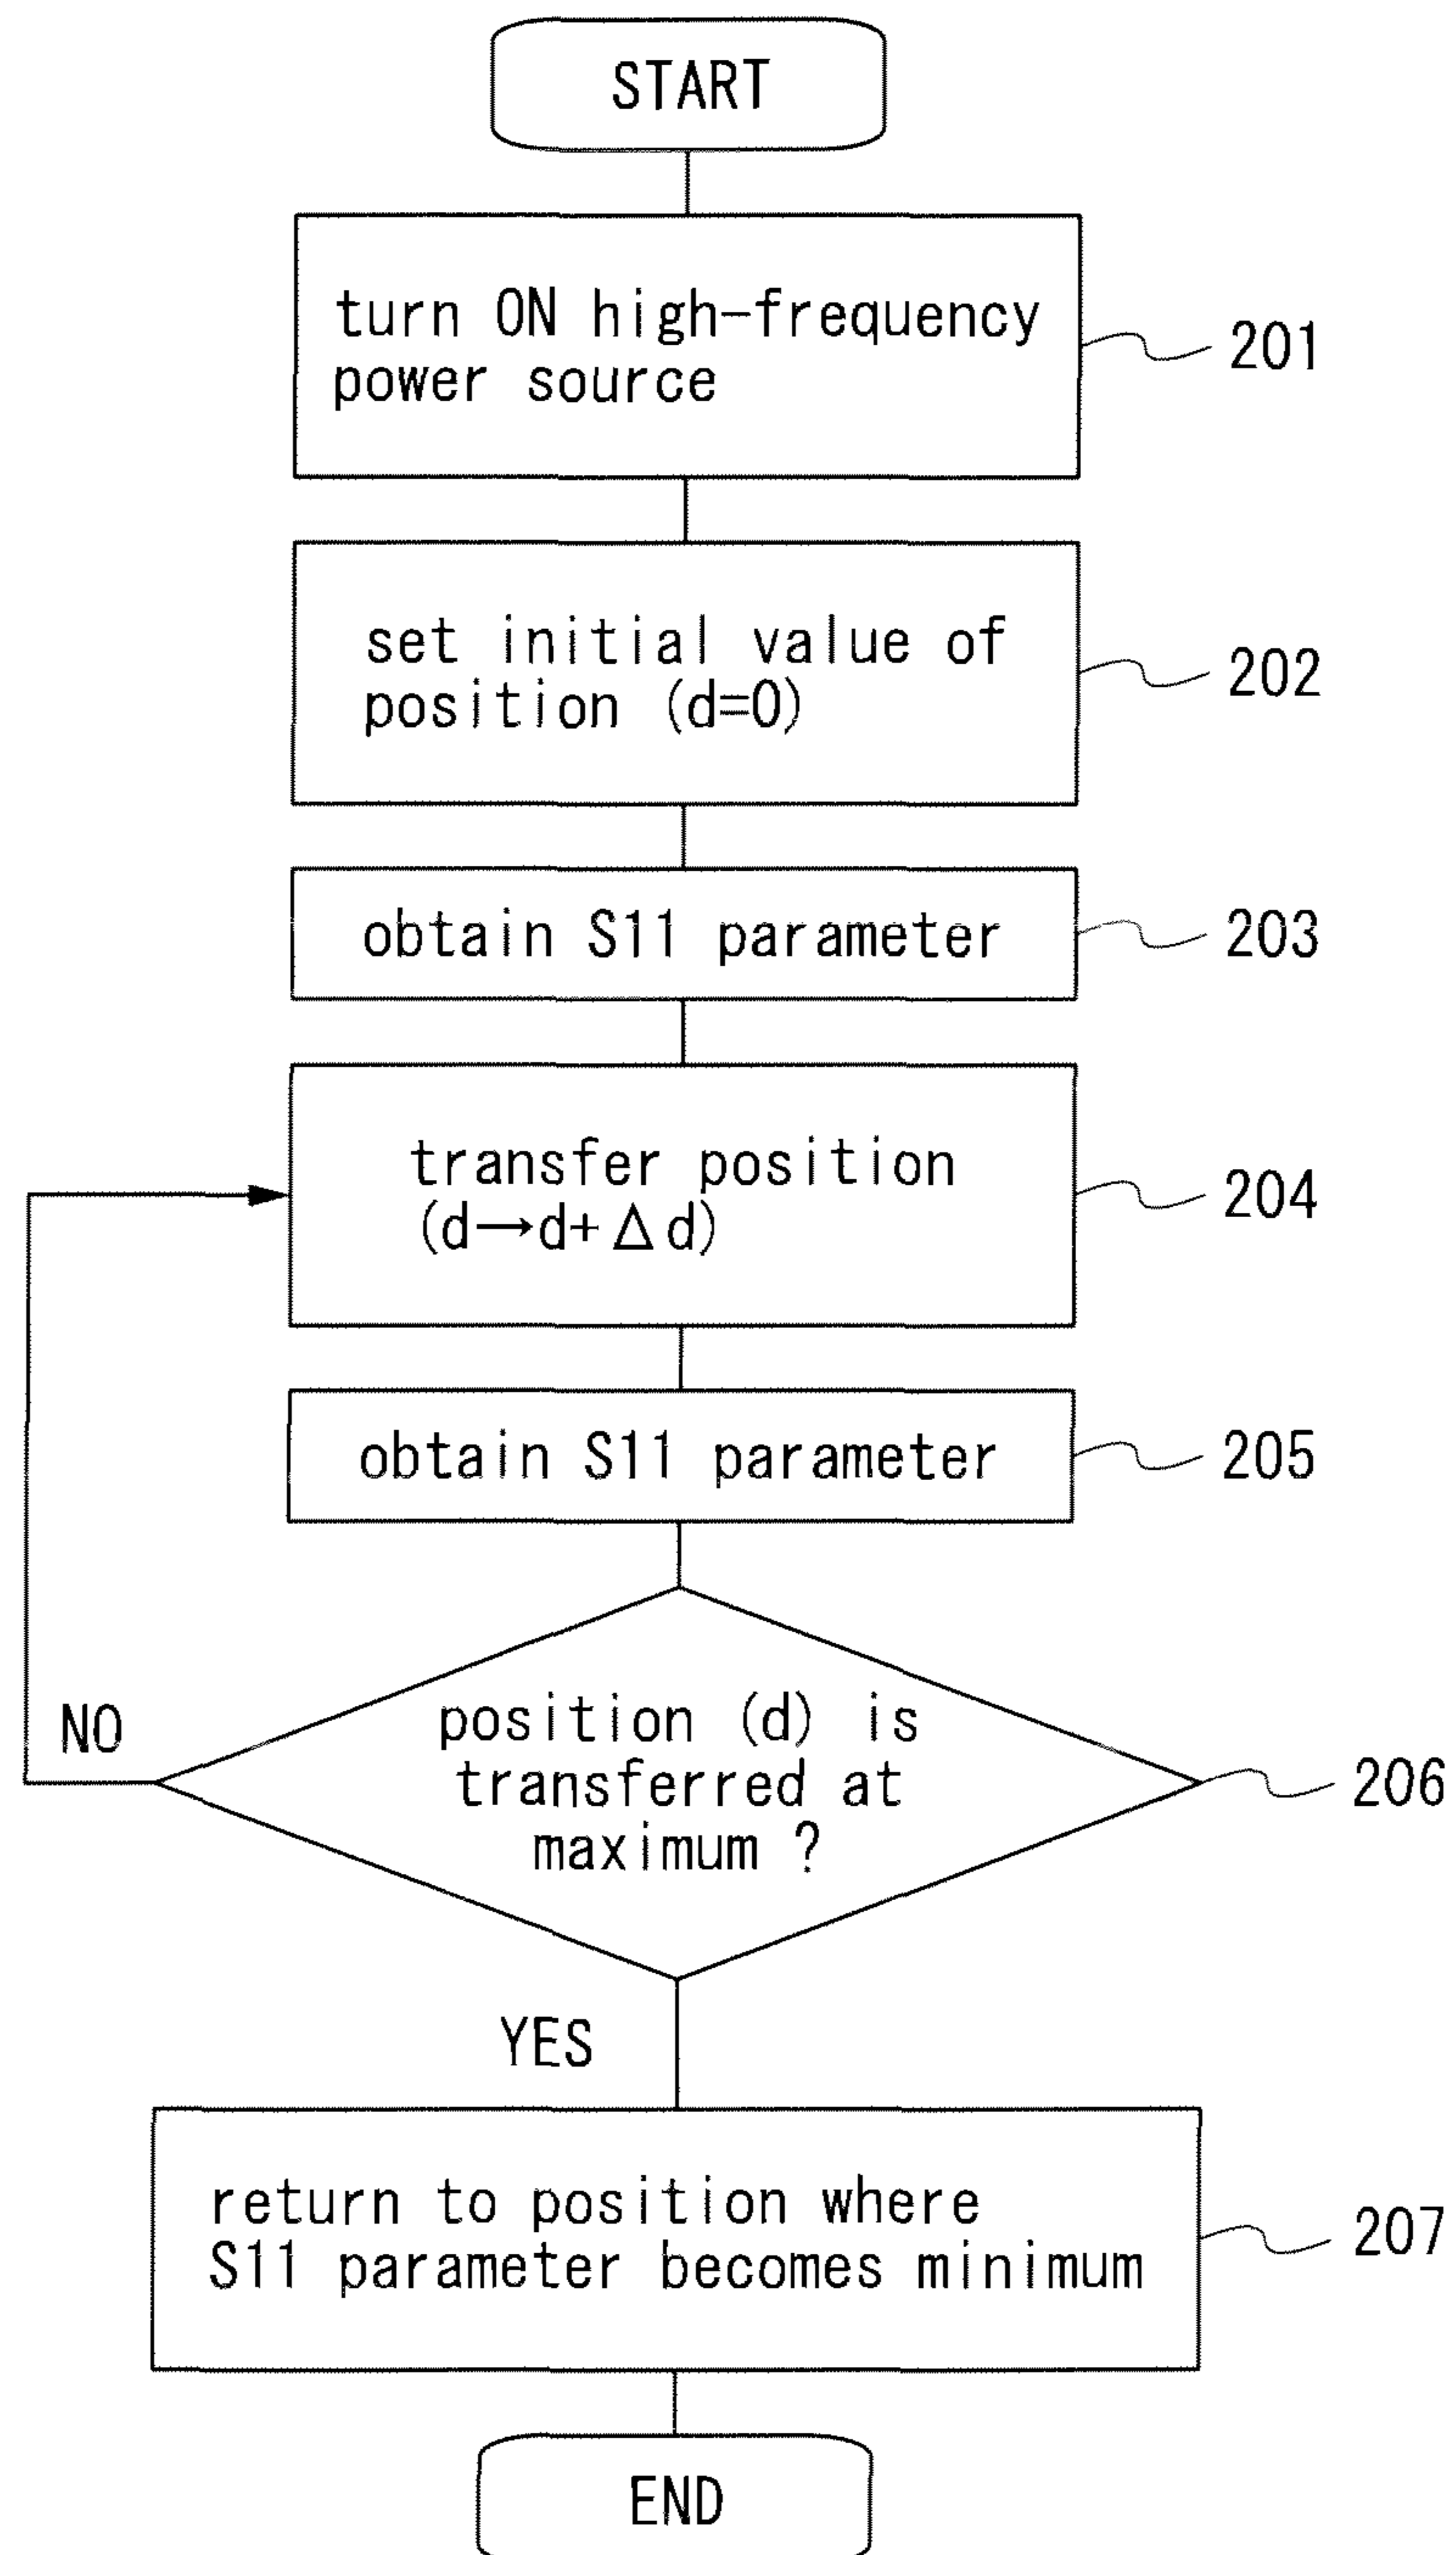 START
turn ON high-frequency
power source
201
set initial value of
position (d=0)
202
obtain S11 parameter
203
transfer position
(d→d+Δd)
204
obtain S11 parameter
205
position (d) is
transferred at
maximum ?
206
NO
YES
return to position where
S11 parameter becomes minimum
207
END